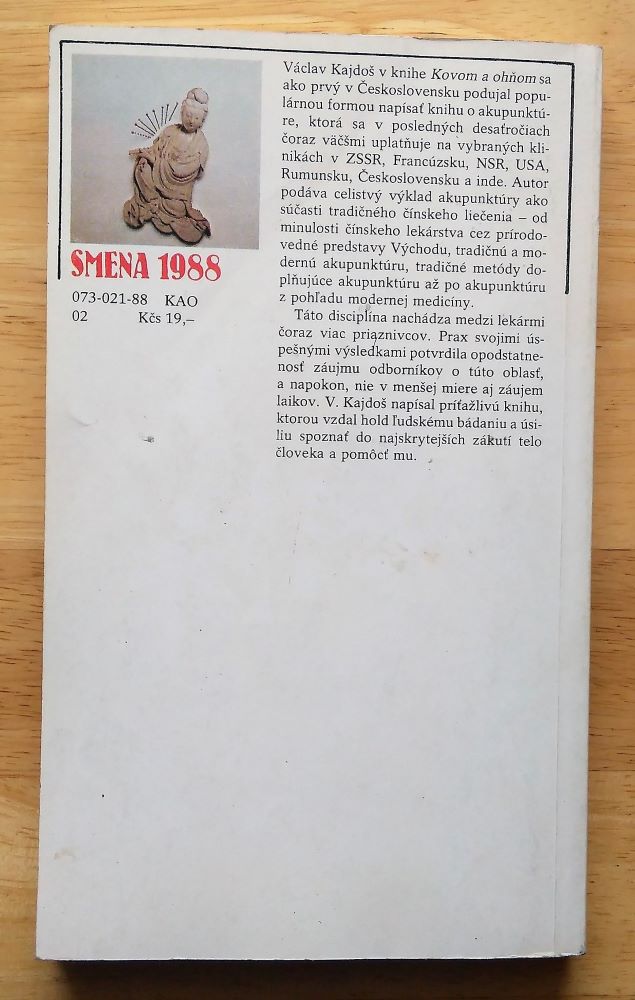 Václav Kajdoš v knihe Kovom a ohňom sa
ako prvý v Československu podujal popu-
lárnou formou napísať knihu o akupunktú-
re, ktorá sa v posledných desaťročiach
čoraz väčšmi uplatňuje na vybraných kli-
nikách v ZSSR, Francúzsku, NSR, USA,
Rumunsku, Československu a inde. Autor
podáva celistvý výklad akupunktúry ako
súčasti tradičného čínskeho liečenia – od
minulosti čínskeho lekárstva cez prírodo-
vedné predstavy Východu, tradičnú a mo-
dernú akupunktúru, tradičné metódy do-
plňujúce akupunktúru až po akupunktúru
z pohľadu modernej medicíny.
Táto disciplína nachádza medzi lekármi
čoraz viac priaznivcov. Prax svojimi ús-
pešnými výsledkami potvrdila opodstatne-
nosť záujmu odborníkov o túto oblasť,
a napokon, nie v menšej miere aj záujem
laikov. V. Kajdoš napísal príťažlivú knihu,
ktorou vzdal hold ľudskému bádaniu a úsi-
liu spoznať do najskrytejších zákutí telo
človeka a pomôcť mu.
SMENA 1988
073-021-88 KAO
02 Kčs 19,–